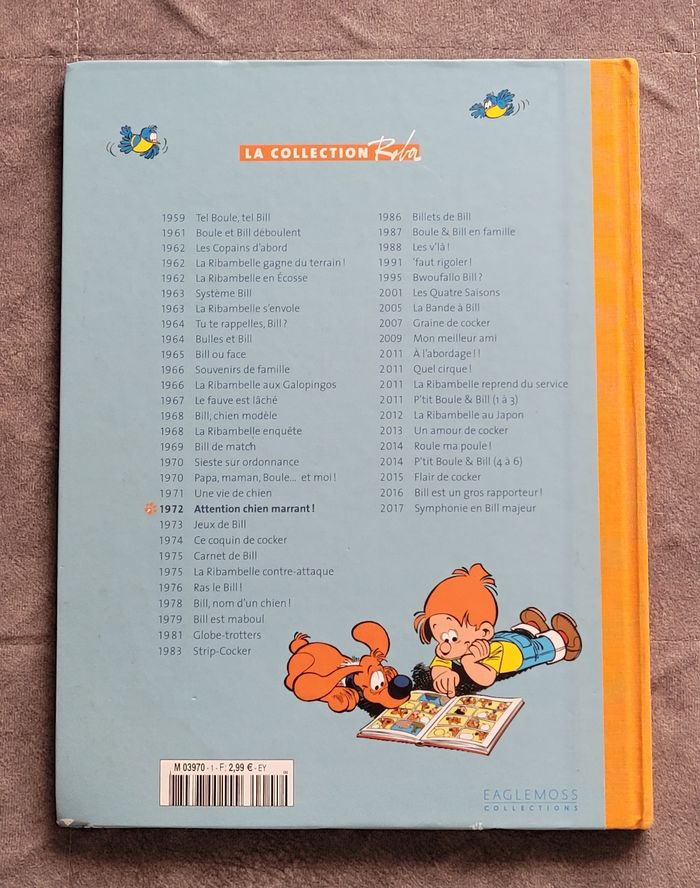 LA COLLECTION Roba
1959 Tel Boule, tel Bill
1961 Boule et Bill déboulent
1962 Les Copains d'abord
1962 La Ribambelle gagne du terrain !
1962 La Ribambelle en Écosse
1963 Système Bill
1963 La Ribambelle s'envole
1964 Tu te rappelles, Bill ?
1964 Bulles et Bill
1965 Bill ou face
1966 Souvenirs de famille
1966 La Ribambelle aux Galopingos
1967 Le fauve est lâché
1968 Bill, chien modèle
1968 La Ribambelle enquête
1969 Bill de match
1970 Sieste sur ordonnance
1970 Papa, maman, Boule... et moi !
1971 Une vie de chien
1972 Attention chien marrant !
1973 Jeux de Bill
1974 Ce coquin de cocker
1975 Carnet de Bill
1975 La Ribambelle contre-attaque
1976 Ras le Bill !
1978 Bill, nom d'un chien !
1979 Bill est maboul
1981 Globe-trotters
1983 Strip-Cocker
1986 Billets de Bill
1987 Boule & Bill en famille
1988 Les v'là !
1991 'faut rigoler !
1995 Bwoufallo Bill ?
2001 Les Quatre Saisons
2005 La Bande à Bill
2007 Graine de cocker
2009 Mon meilleur ami
2011 À l'abordage ! !
2011 Quel cirque !
2011 La Ribambelle reprend du service
2011 P'tit Boule & Bill (1 à 3)
2012 La Ribambelle au Japon
2013 Un amour de cocker
2014 Roule ma poule !
2014 P'tit Boule & Bill (4 à 6)
2015 Flair de cocker
2016 Bill est un gros rapporteur !
2017 Symphonie en Bill majeur
M 03970 - 1 - F: 2,99 € - EY
EAGLEMOSS
COLLECTIONS